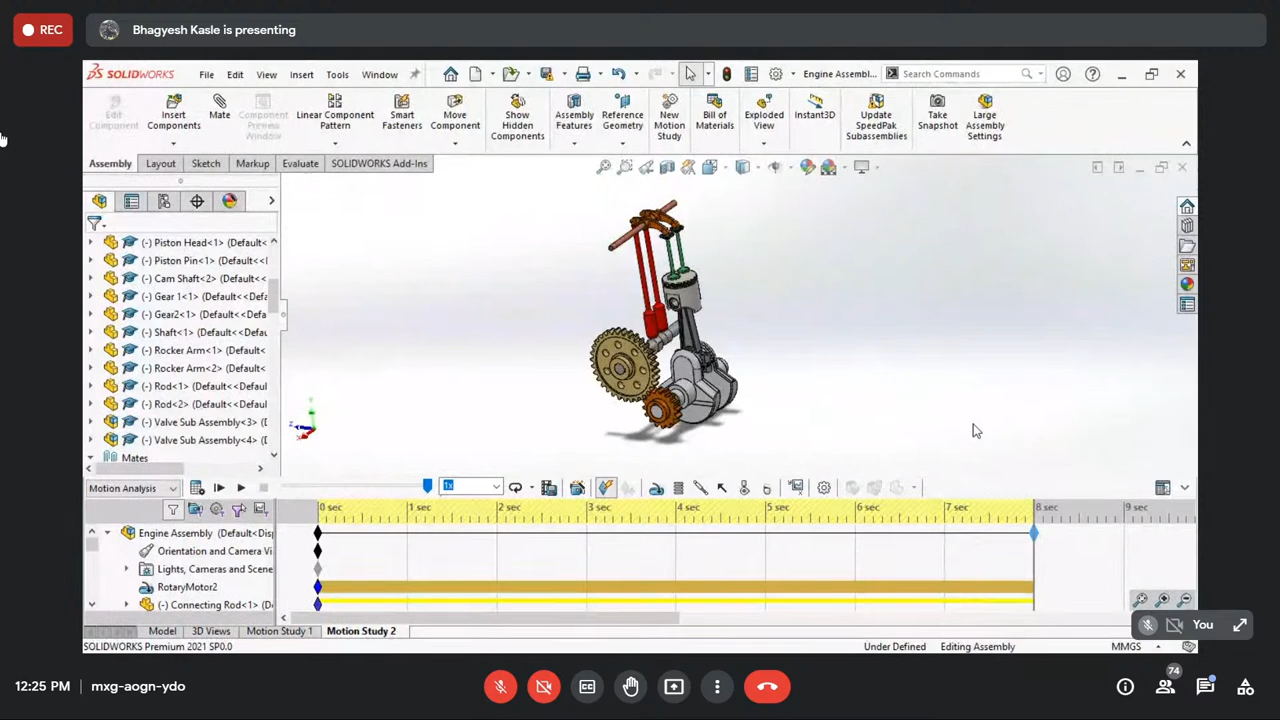 REC
Bhagyesh Kasle is presenting
SOLIDWORKS File Edit View Insert Tools Window Engine Assembl... Search Commands
Edit Component
Insert Components
Mate
Component Preview Window
Linear Component Pattern
Smart Fasteners
Move Component
Show Hidden Components
Assembly Features
Reference Geometry
New Motion Study
Bill of Materials
Exploded View
Instant3D
Update SpeedPak Subassemblies
Take Snapshot
Large Assembly Settings
Assembly Layout Sketch Markup Evaluate SOLIDWORKS Add-Ins
(-) Piston Head<1> (Default<
(-) Piston Pin<1> (Default<<
(-) Cam Shaft<2> (Default<<
(-) Gear 1<1> (Default<<Defa
(-) Gear2<1> (Default<<Defa
(-) Shaft<1> (Default<<Defau
(-) Rocker Arm<1> (Default<
(-) Rocker Arm<2> (Default<
(-) Rod<1> (Default<<Defaul
(-) Rod<2> (Default<<Defaul
(-) Valve Sub Assembly<3> (D
(-) Valve Sub Assembly<4> (D
Mates
Motion Analysis 1x
0 sec 1 sec 2 sec 3 sec 4 sec 5 sec 6 sec 7 sec 8 sec 9 sec
Engine Assembly (Default<Disp
Orientation and Camera Vi
Lights, Cameras and Scene
RotaryMotor2
(-) Connecting Rod<1> (D
You
Model 3D Views Motion Study 1 Motion Study 2
SOLIDWORKS Premium 2021 SP0.0 Under Defined Editing Assembly MMGS
12:25 PM mxg-aogn-ydo
74